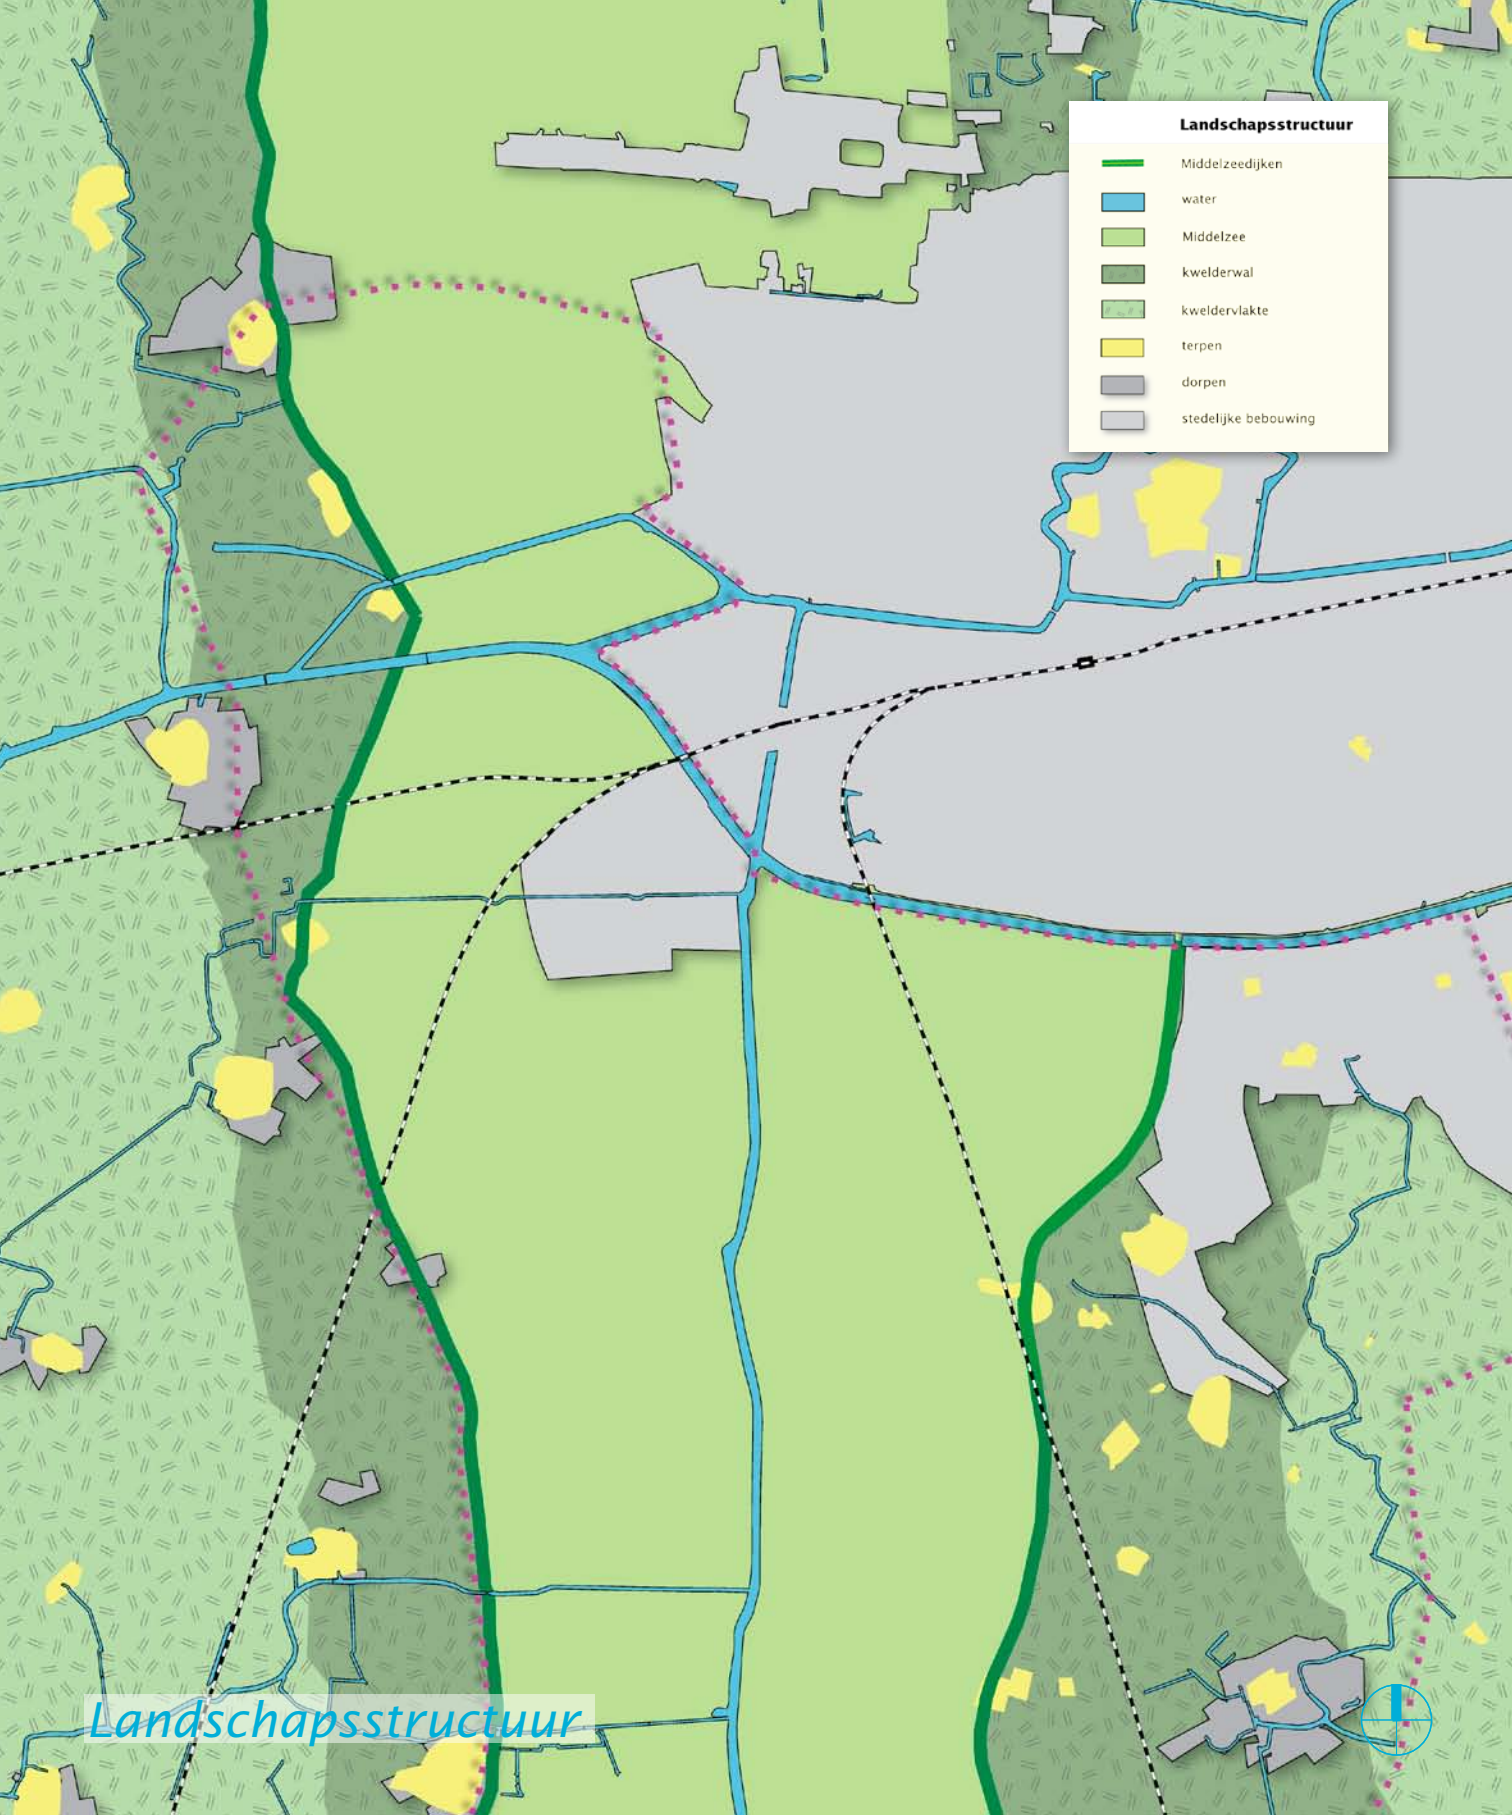 Landschapsstructuur
Middelzeedijken
water
Middelzee
kwelderwal
kweldervlakte
terpen
dorpen
stedelijke bebouwing
Landschapsstructuur